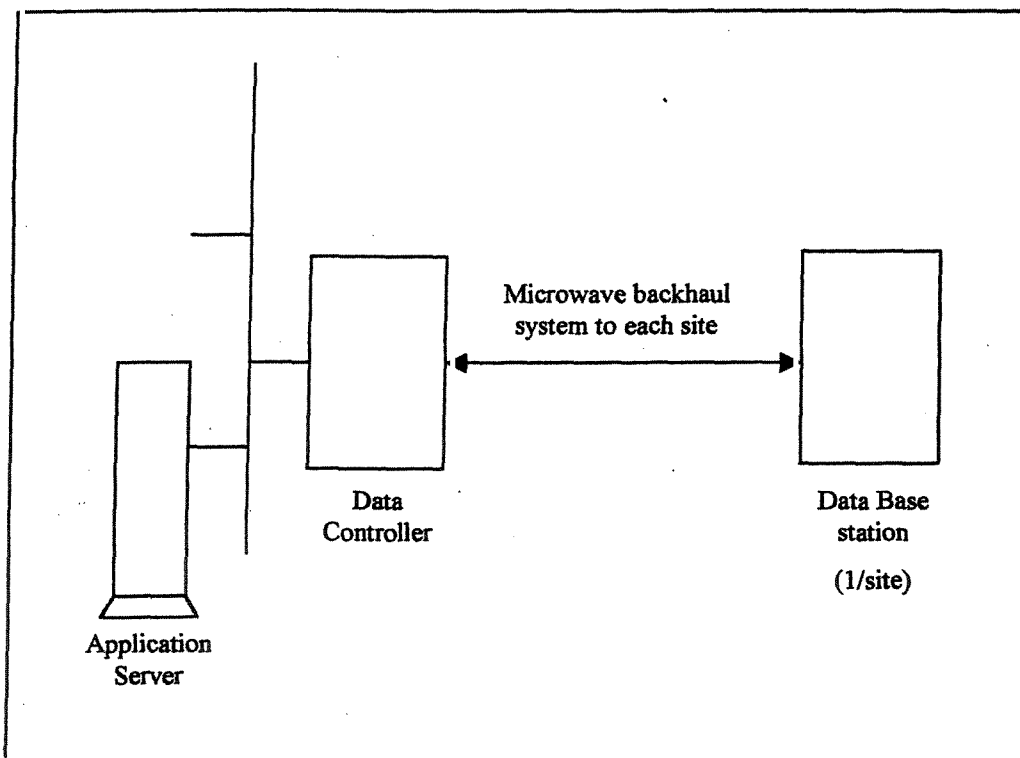 Microwave backhaul
system to each site
Data
Controller
Data Base
station
(1/site)
Application
Server